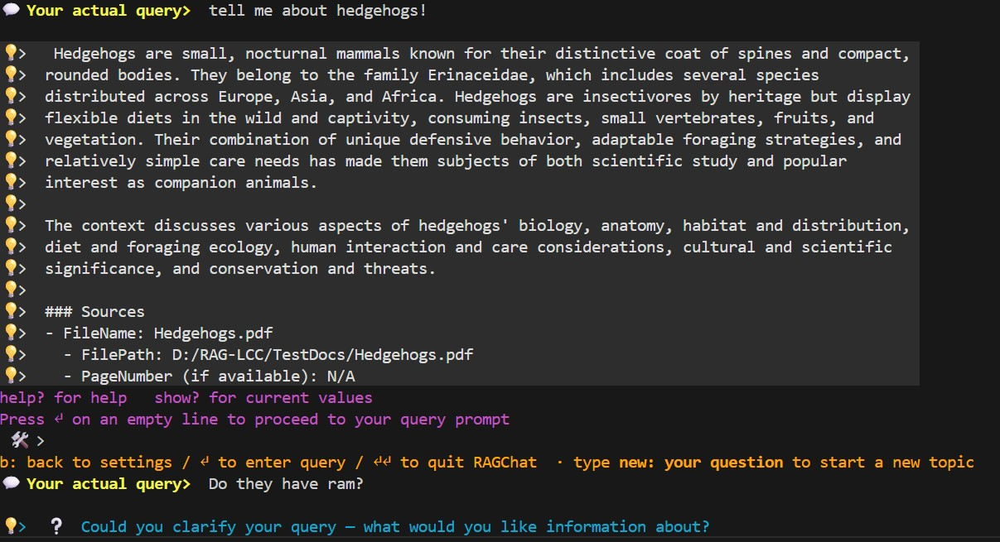 💬 Your actual query>  tell me about hedgehogs!
💡>   Hedgehogs are small, nocturnal mammals known for their distinctive coat of spines and compact,
💡>  rounded bodies. They belong to the family Erinaceidae, which includes several species
💡>  distributed across Europe, Asia, and Africa. Hedgehogs are insectivores by heritage but display
💡>  flexible diets in the wild and captivity, consuming insects, small vertebrates, fruits, and
💡>  vegetation. Their combination of unique defensive behavior, adaptable foraging strategies, and
💡>  relatively simple care needs has made them subjects of both scientific study and popular
💡>  interest as companion animals.
💡>
💡>  The context discusses various aspects of hedgehogs' biology, anatomy, habitat and distribution,
💡>  diet and foraging ecology, human interaction and care considerations, cultural and scientific
💡>  significance, and conservation and threats.
💡>
💡>  ### Sources
💡>  - FileName: Hedgehogs.pdf
💡>    - FilePath: D:/RAG-LCC/TestDocs/Hedgehogs.pdf
💡>    - PageNumber (if available): N/A
help? for help   show? for current values
Press ↲ on an empty line to proceed to your query prompt
🛠 >
b: back to settings / ↲ to enter query / ↲↲ to quit RAGChat  · type new: your question to start a new topic
💬 Your actual query>  Do they have ram?
💡>  ❔  Could you clarify your query — what would you like information about?